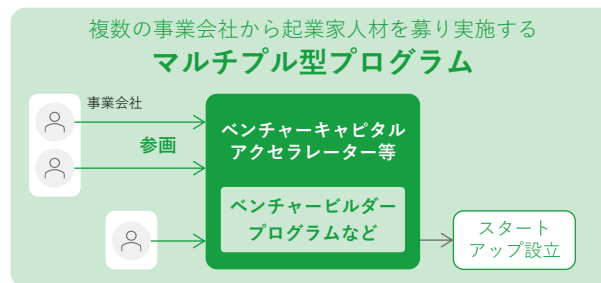 複数の事業会社から起業家人材を募り実施する
マルチプル型プログラム
事業会社
参画
ベンチャーキャピタル
アクセラレーター等
ベンチャービルダー
プログラムなど
スタート
アップ設立